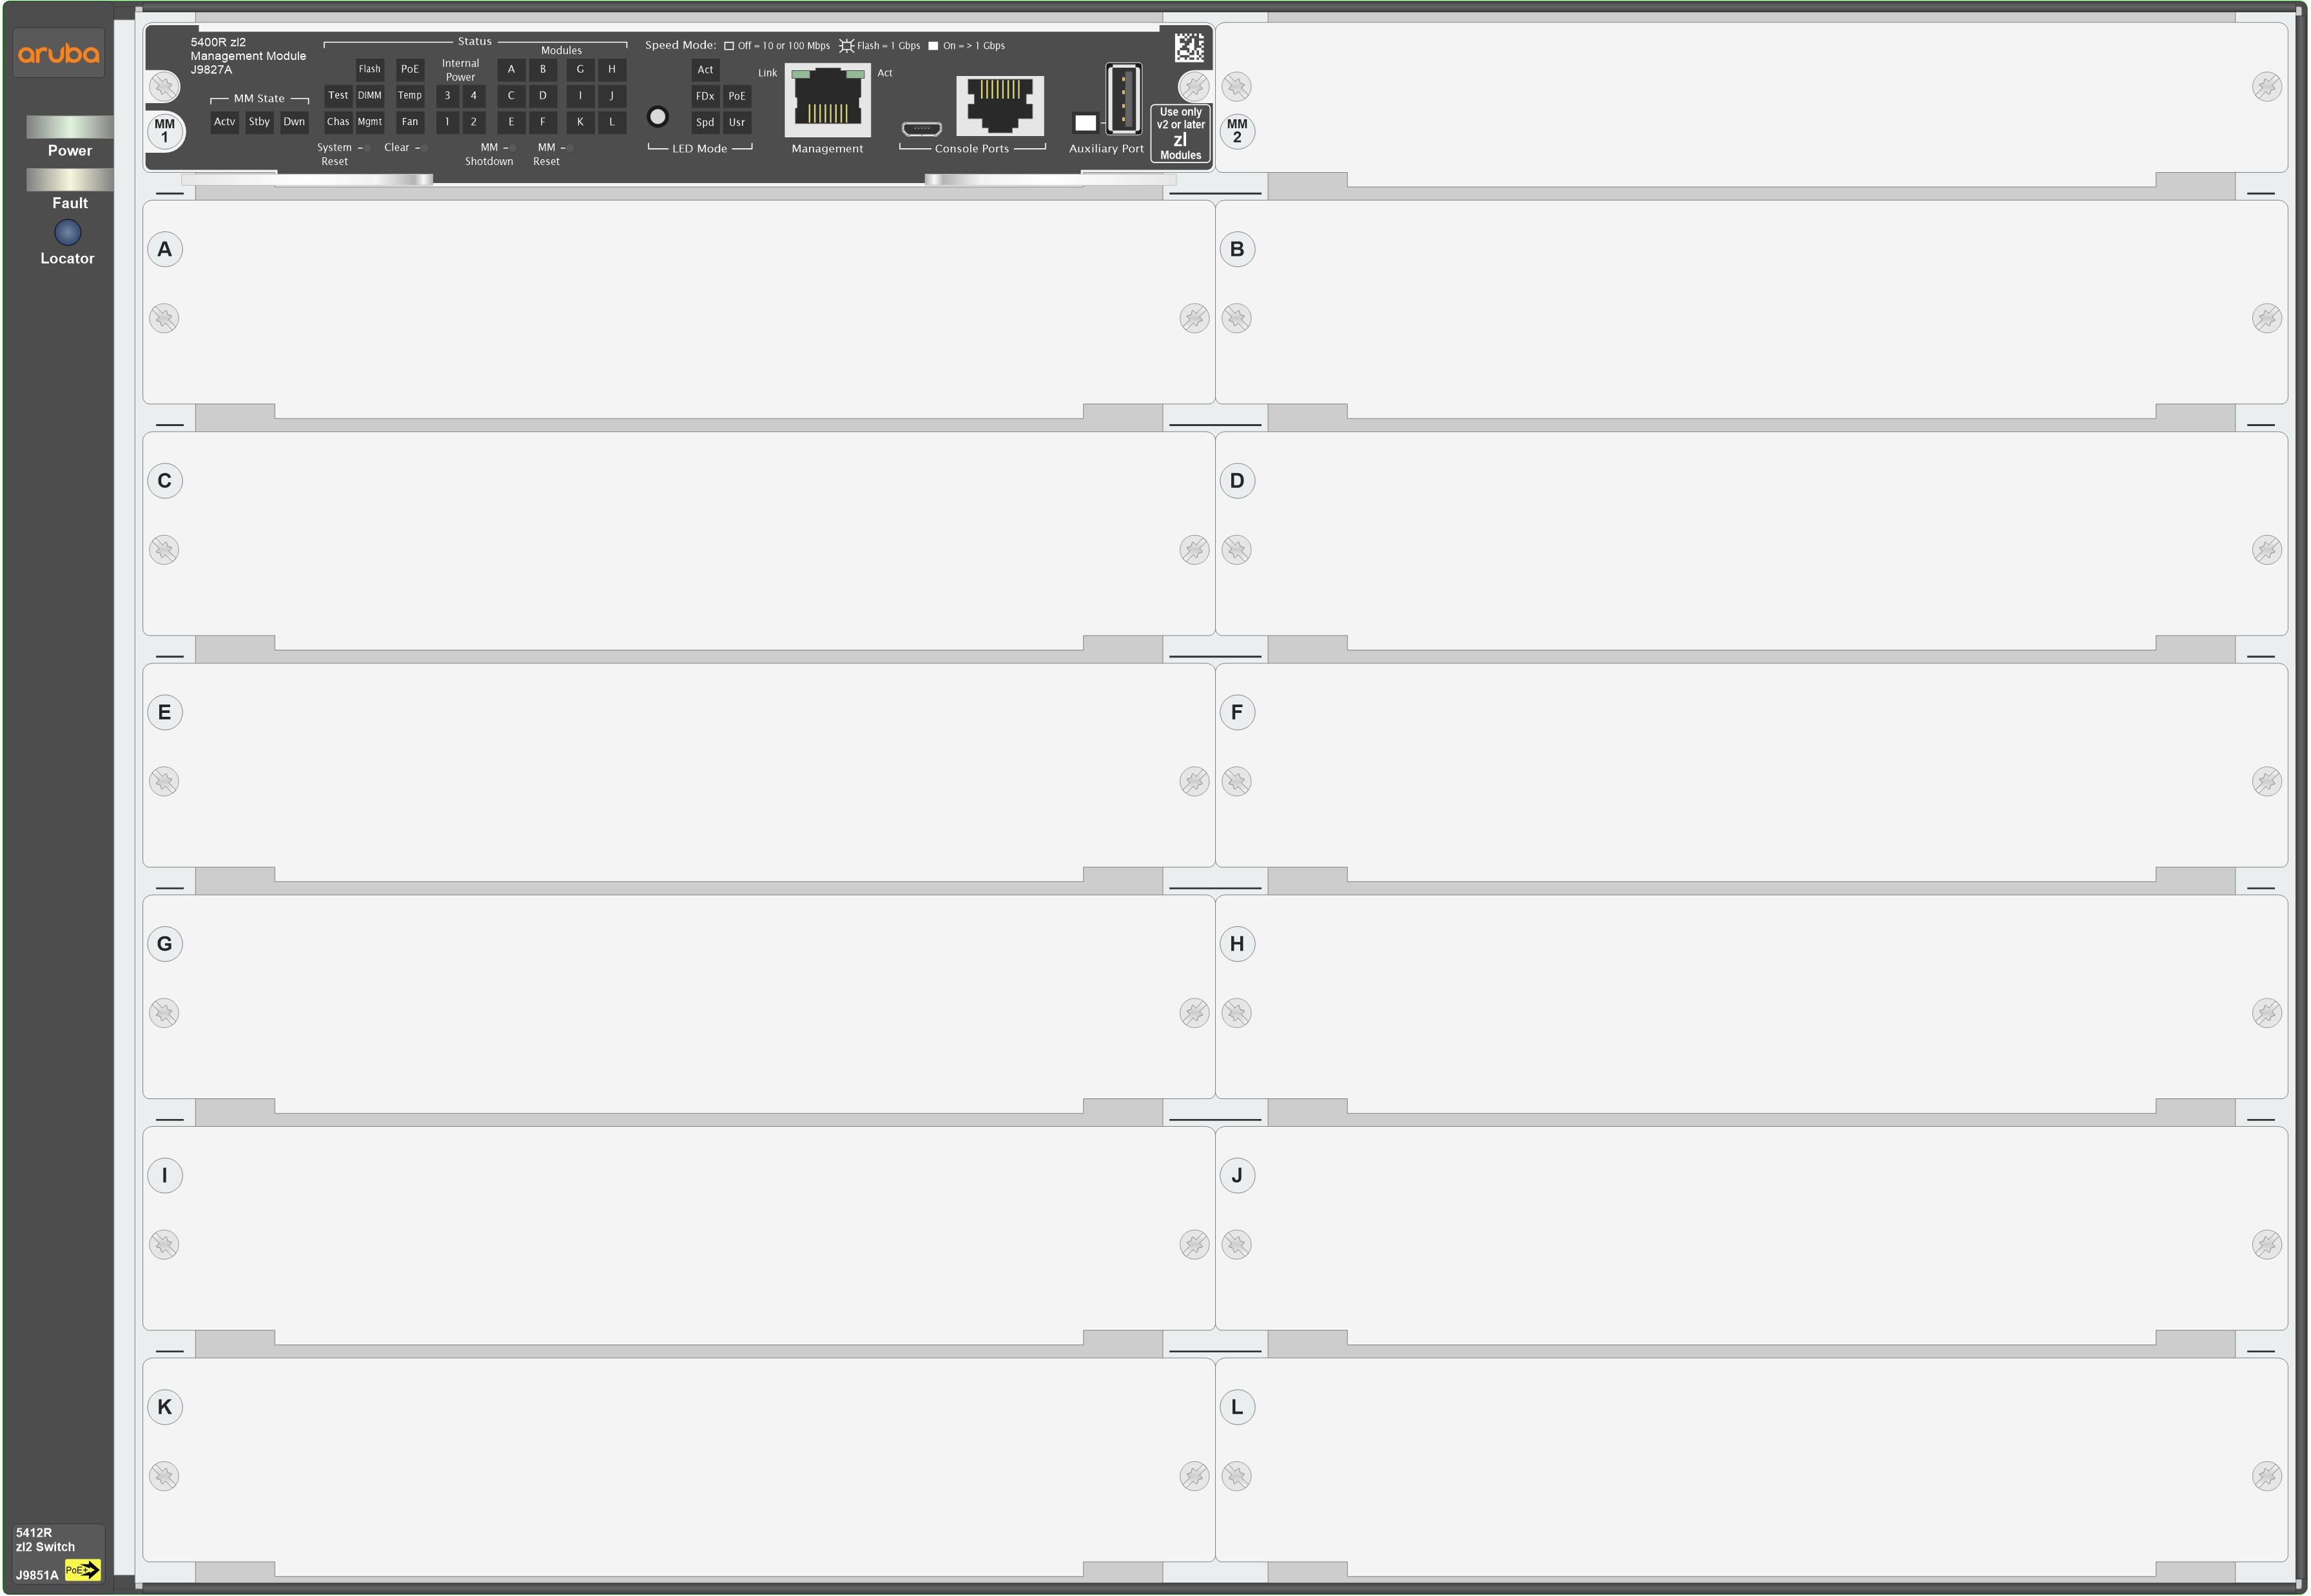 aruba
Power
Fault
Locator
5400R zl2
Management Module
J9827A
MM
1
MM State
Actv Stby Dwn
Status
Modules
Flash PoE
Internal
Power
A B G H
Test DIMM Temp 3 4 C D I J
Chas Mgmt Fan 1 2 E F K L
System
Reset
Clear
MM
Shotdown
MM
Reset
Speed Mode: Off = 10 or 100 Mbps Flash = 1 Gbps On = > 1 Gbps
Act
FDx PoE
Spd Usr
LED Mode
Link
Act
Management
Console Ports
Auxiliary Port
Use only
v2 or later
zl
Modules
MM
2
A
B
C
D
E
F
G
H
I
J
K
L
5412R
zl2 Switch
J9851A
PoE+